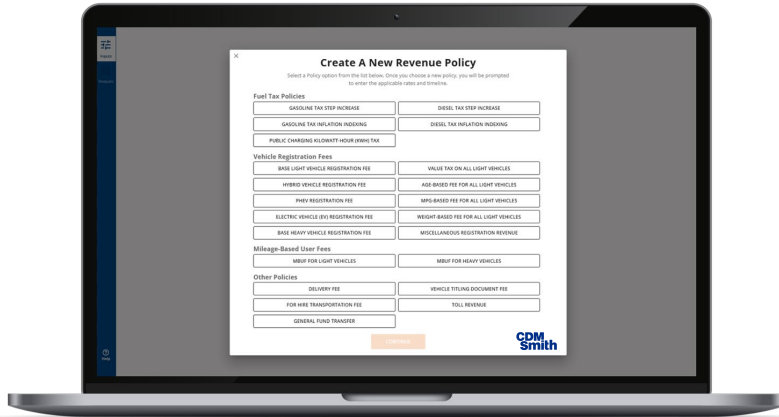 Inputs
Create A New Revenue Policy
Select a Policy option from the list below. Once you choose a new policy, you will be prompted
to enter the applicable rates and timeline.
Fuel Tax Policies
GASOLINE TAX STEP INCREASE
DIESEL TAX STEP INCREASE
GASOLINE TAX INFLATION INDEXING
DIESEL TAX INFLATION INDEXING
PUBLIC CHARGING KILOWATT-HOUR (KWH) TAX
Vehicle Registration Fees
BASE LIGHT VEHICLE REGISTRATION FEE
VALUE TAX ON ALL LIGHT VEHICLES
HYBRID VEHICLE REGISTRATION FEE
AGE-BASED FEE FOR ALL LIGHT VEHICLES
PHEV REGISTRATION FEE
MPG-BASED FEE FOR ALL LIGHT VEHICLES
ELECTRIC VEHICLE (EV) REGISTRATION FEE
WEIGHT-BASED FEE FOR ALL LIGHT VEHICLES
BASE HEAVY VEHICLE REGISTRATION FEE
MISCELLANEOUS REGISTRATION REVENUE
Mileage-Based User Fees
MBUF FOR LIGHT VEHICLES
MBUF FOR HEAVY VEHICLES
Other Policies
DELIVERY FEE
VEHICLE TITLING DOCUMENT FEE
FOR HIRE TRANSPORTATION FEE
TOLL REVENUE
GENERAL FUND TRANSFER
CDM
Smith
Help